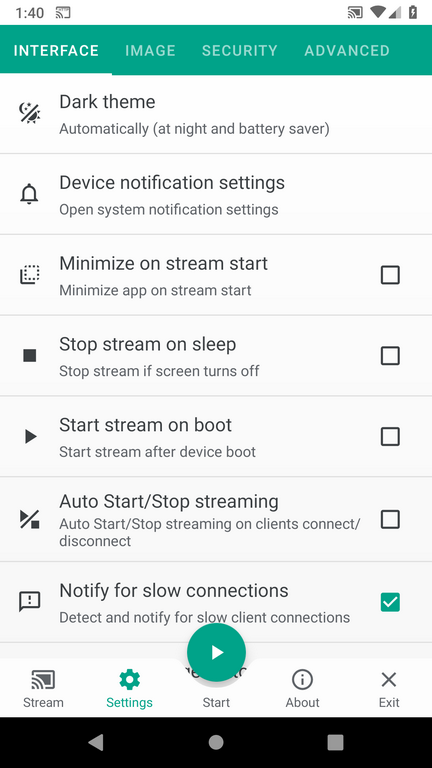 1:40
INTERFACE IMAGE SECURITY ADVANCED
Dark theme
Automatically (at night and battery saver)
Device notification settings
Open system notification settings
Minimize on stream start
Minimize app on stream start
Stop stream on sleep
Stop stream if screen turns off
Start stream on boot
Start stream after device boot
Auto Start/Stop streaming
Auto Start/Stop streaming on clients connect/
disconnect
Notify for slow connections
Detect and notify for slow client connections
Stream Settings Start About Exit